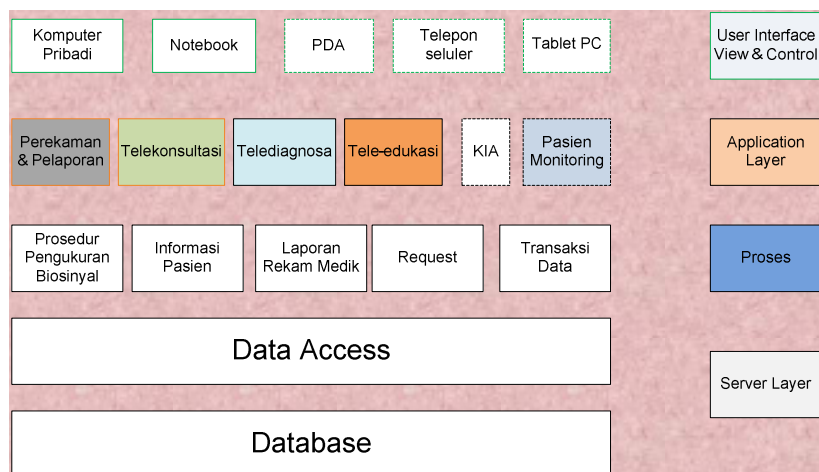 Komputer
Pribadi
Notebook
PDA
Telepon
seluler
Tablet PC
User Interface
View & Control
Perekaman
& Pelaporan
Telekonsultasi
Telediagnosa
Tele-edukasi
KIA
Pasien
Monitoring
Application
Layer
Prosedur
Pengukuran
Biosinyal
Informasi
Pasien
Laporan
Rekam Medik
Request
Transaksi
Data
Proses
Data Access
Server Layer
Database